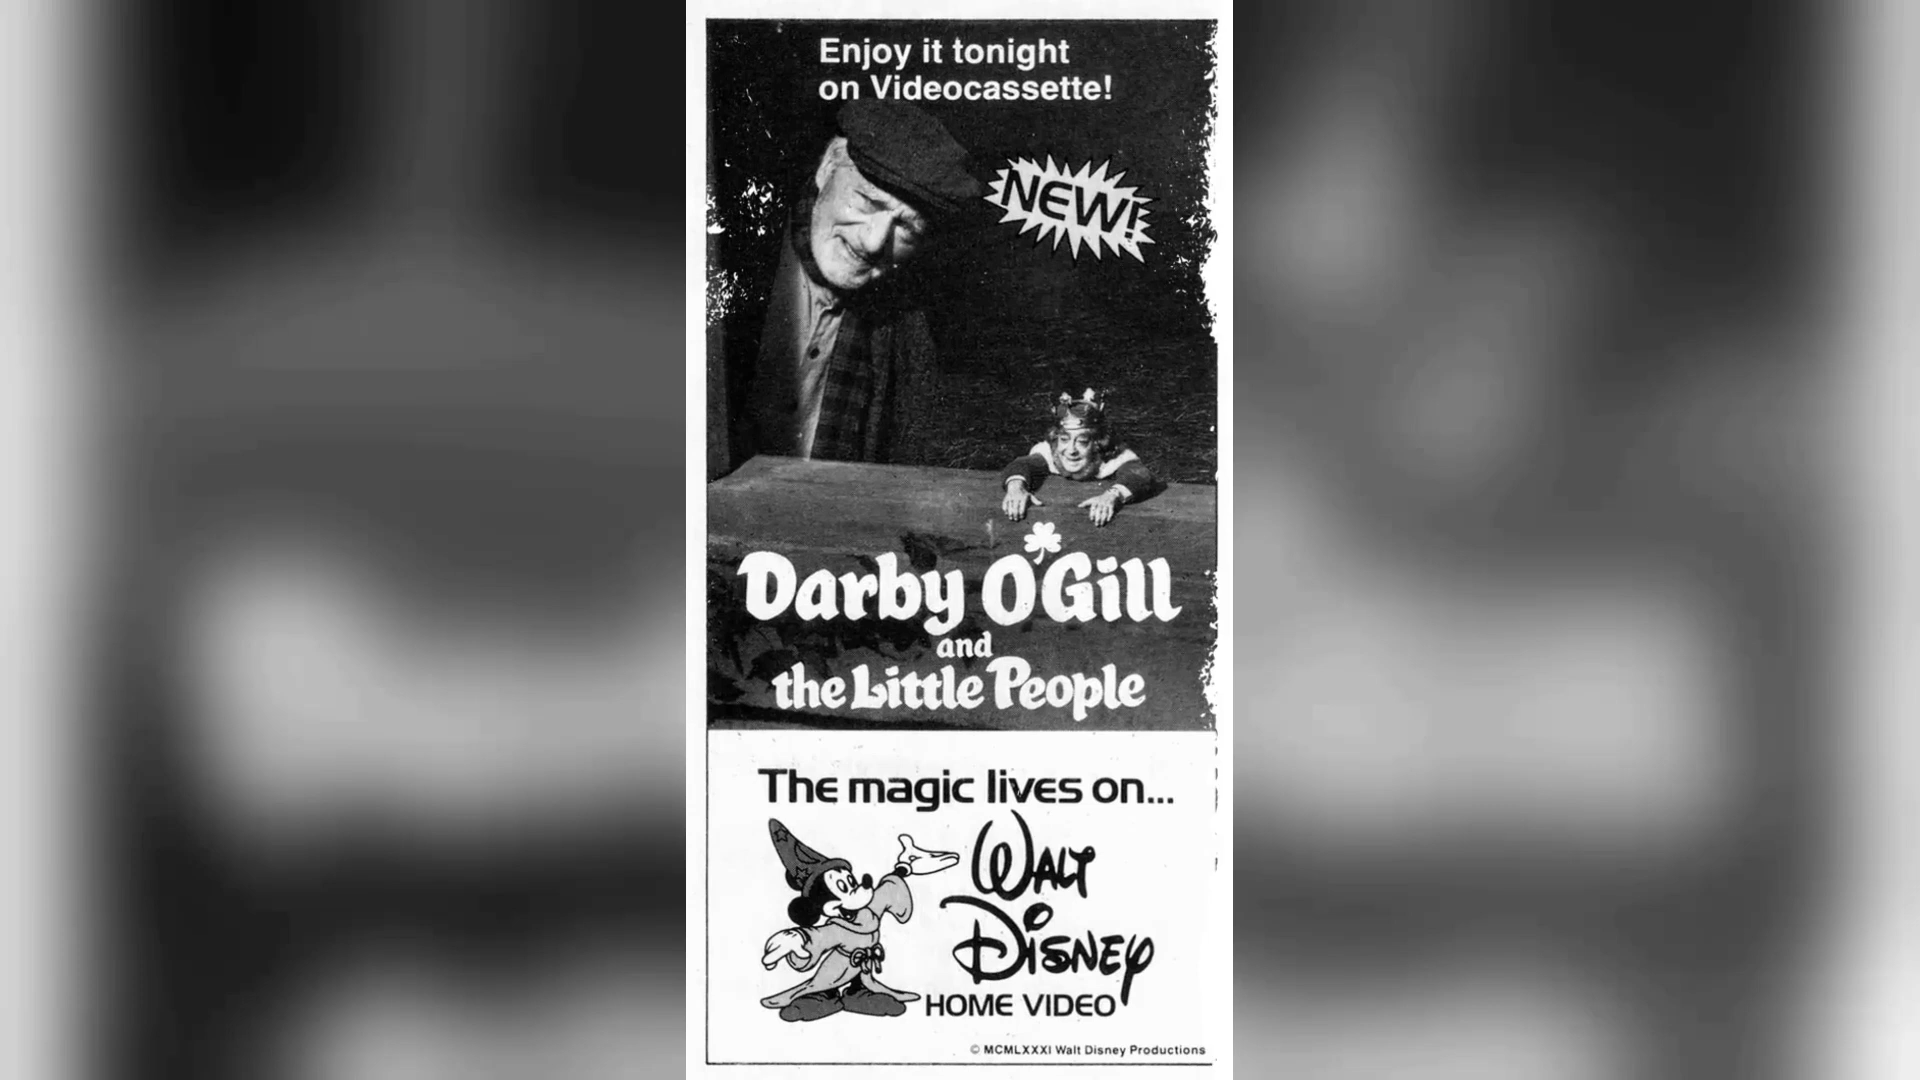 Enjoy it tonight
on Videocassette!
NEW!
Darby O'Gill
and
the Little People
The magic lives on...
WALT
DISNEY
HOME VIDEO
© MCMLXXXI Walt Disney Productions